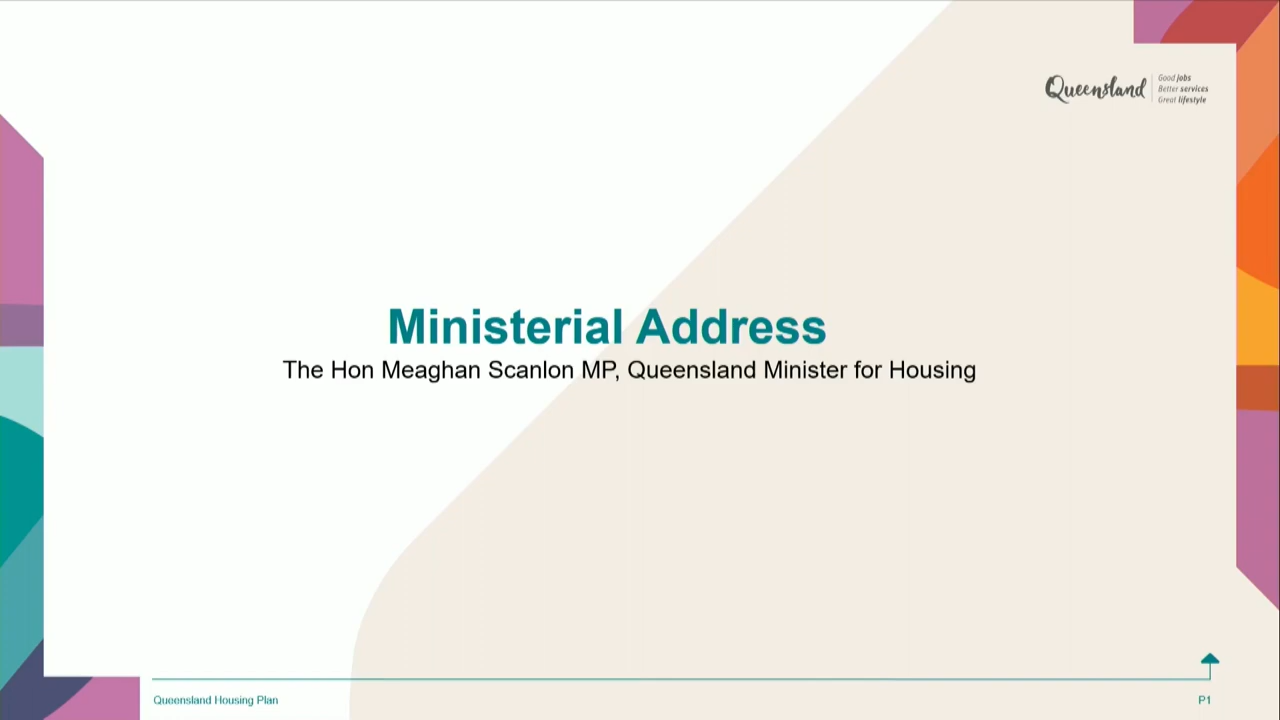 Queensland
Good jobs
Better services
Great lifestyle
Ministerial Address
The Hon Meaghan Scanlon MP, Queensland Minister for Housing
Queensland Housing Plan
P1